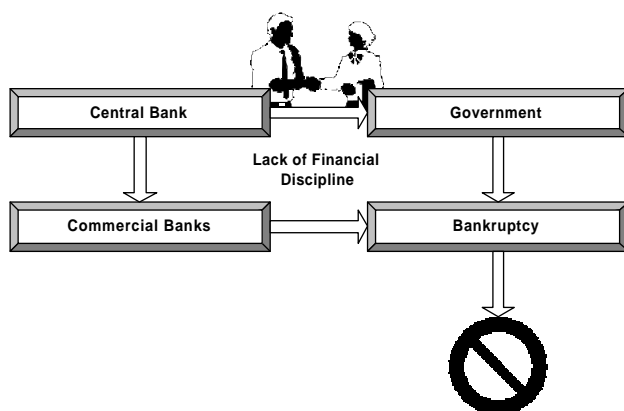 Central Bank
Government
Lack of Financial
Discipline
Commercial Banks
Bankruptcy